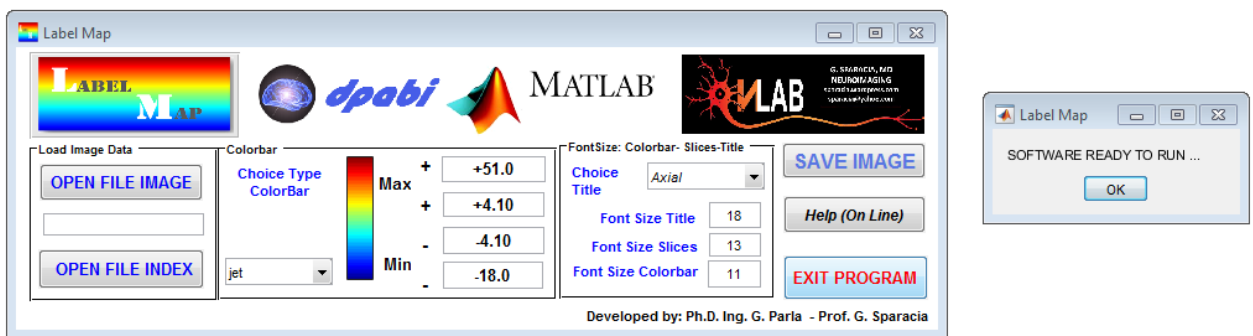 Label Map
LABEL
MAP
dpabi
MATLAB
NLAB
G. SPARACIA, MD
NEUROIMAGING
Load Image Data
OPEN FILE IMAGE
OPEN FILE INDEX
Colorbar
Choice Type
ColorBar
jet
Max
Min
+
+51.0
+
+4.10
-
-4.10
-
-18.0
FontSize: Colorbar- Slices-Title
Choice
Title
Axial
Font Size Title
18
Font Size Slices
13
Font Size Colorbar
11
SAVE IMAGE
Help (On Line)
EXIT PROGRAM
Developed by: Ph.D. Ing. G. Parla - Prof. G. Sparacia
Label Map
SOFTWARE READY TO RUN ...
OK